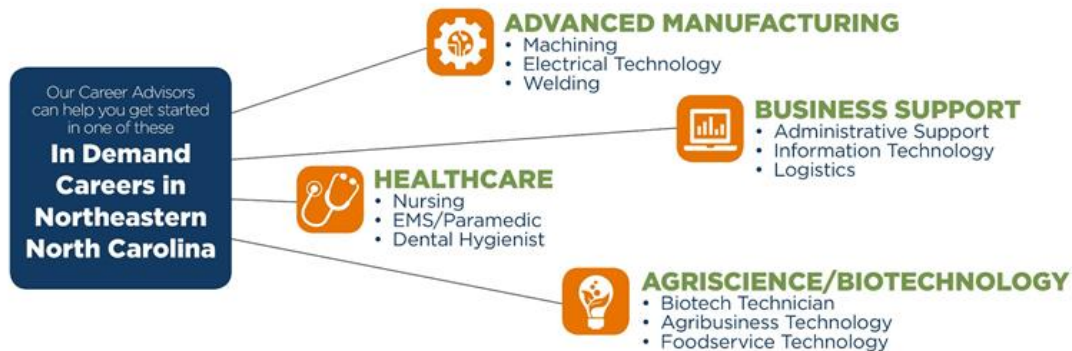 Our Career Advisors
can help you get started
in one of these
In Demand
Careers in
Northeastern
North Carolina
ADVANCED MANUFACTURING
• Machining
• Electrical Technology
• Welding
BUSINESS SUPPORT
• Administrative Support
• Information Technology
• Logistics
HEALTHCARE
• Nursing
• EMS/Paramedic
• Dental Hygienist
AGRISCIENCE/BIOTECHNOLOGY
• Biotech Technician
• Agribusiness Technology
• Foodservice Technology